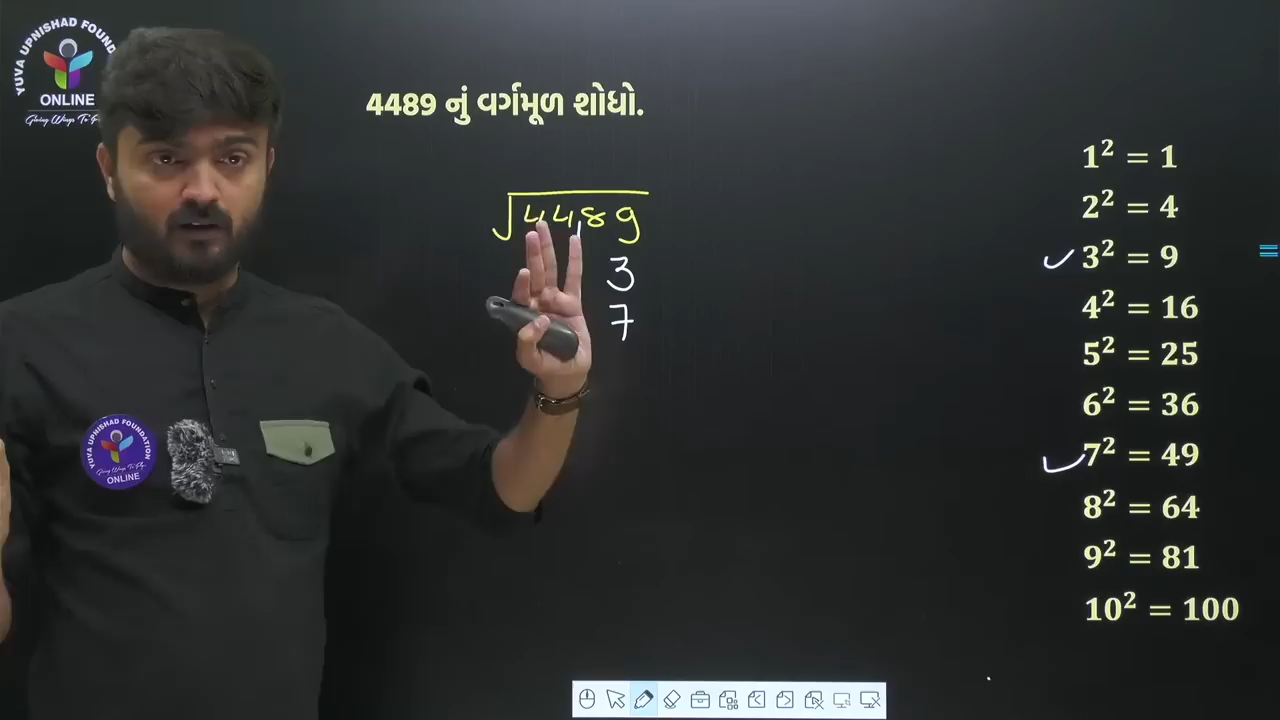 YUVA UPNISHAD FOUND
ONLINE
4489 નું વર્ગમૂળ શોધો.
√4489
3
7
1² = 1
2² = 4
✓ 3² = 9
4² = 16
5² = 25
6² = 36
✓ 7² = 49
8² = 64
9² = 81
10² = 100
YUVA UPNISHAD FOUNDATION
ONLINE